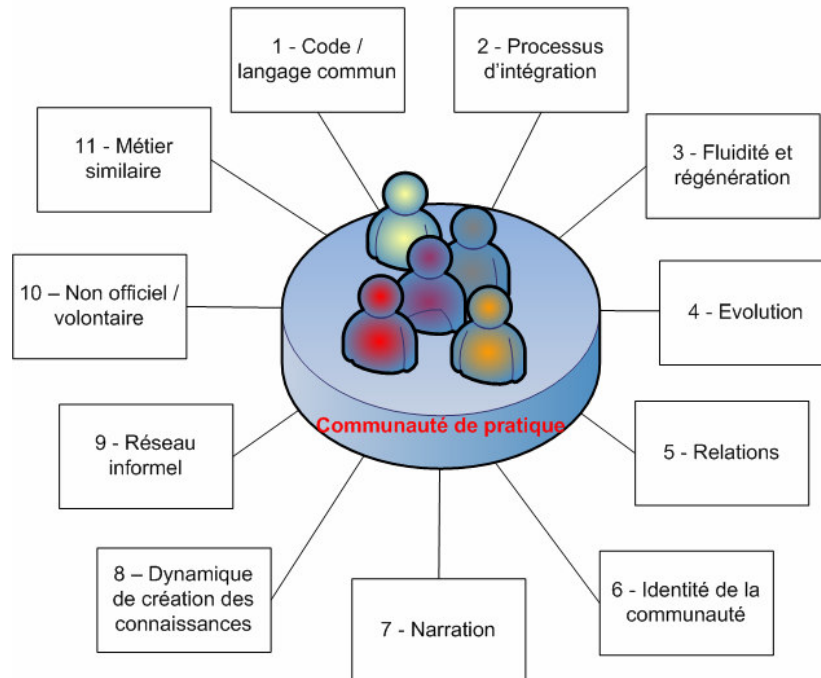 1 - Code /
langage commun
2 - Processus
d'intégration
3 - Fluidité et
régénération
4 - Evolution
5 - Relations
6 - Identité de la
communauté
7 - Narration
8 – Dynamique
de création des
connaissances
9 - Réseau
informel
10 – Non officiel /
volontaire
11 - Métier
similaire
Communauté de pratique